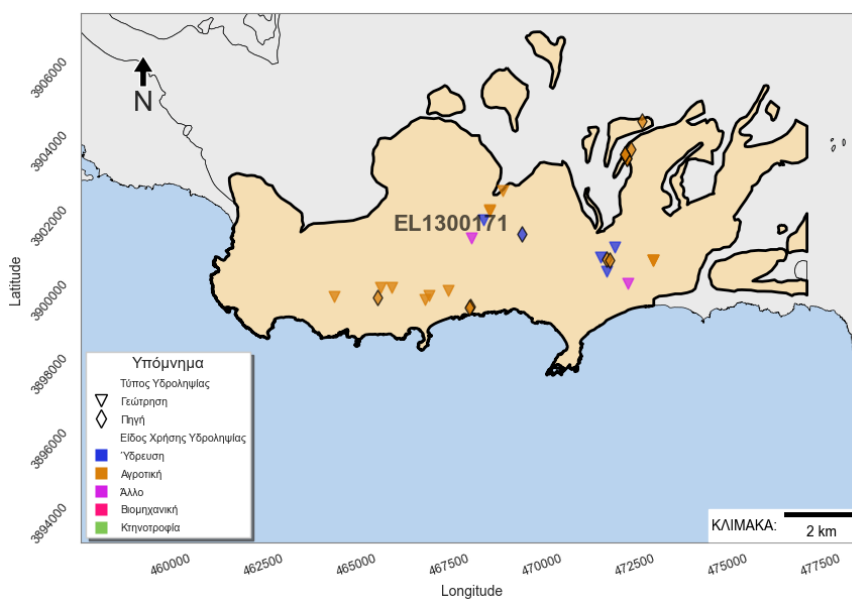 3906000
3904000
3902000
3900000
3898000
3896000
3894000
Latitude
N
EL1300171
Υπόμνημα
Τύπος Υδροληψίας
Γεώτρηση
Πηγή
Είδος Χρήσης Υδροληψίας
Ύδρευση
Αγροτική
Άλλο
Βιομηχανική
Κτηνοτροφία
ΚΛΙΜΑΚΑ:
2 km
460000 462500 465000 467500 470000 472500 475000 477500
Longitude